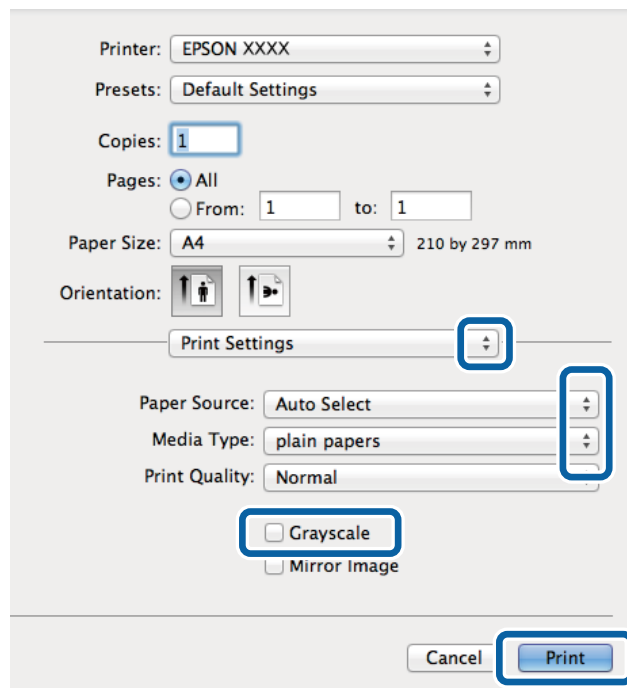 Printer: EPSON XXXX
Presets: Default Settings
Copies: 1
Pages: All
From: 1 to: 1
Paper Size: A4 210 by 297 mm
Orientation:
Print Settings
Paper Source: Auto Select
Media Type: plain papers
Print Quality: Normal
Grayscale
Mirror Image
Cancel Print